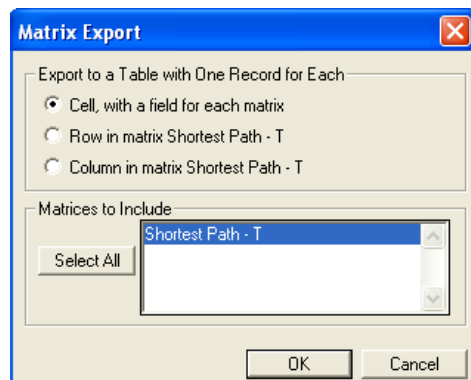 Matrix Export
Export to a Table with One Record for Each
Cell, with a field for each matrix
Row in matrix Shortest Path - T
Column in matrix Shortest Path - T
Matrices to Include
Shortest Path - T
Select All
OK Cancel